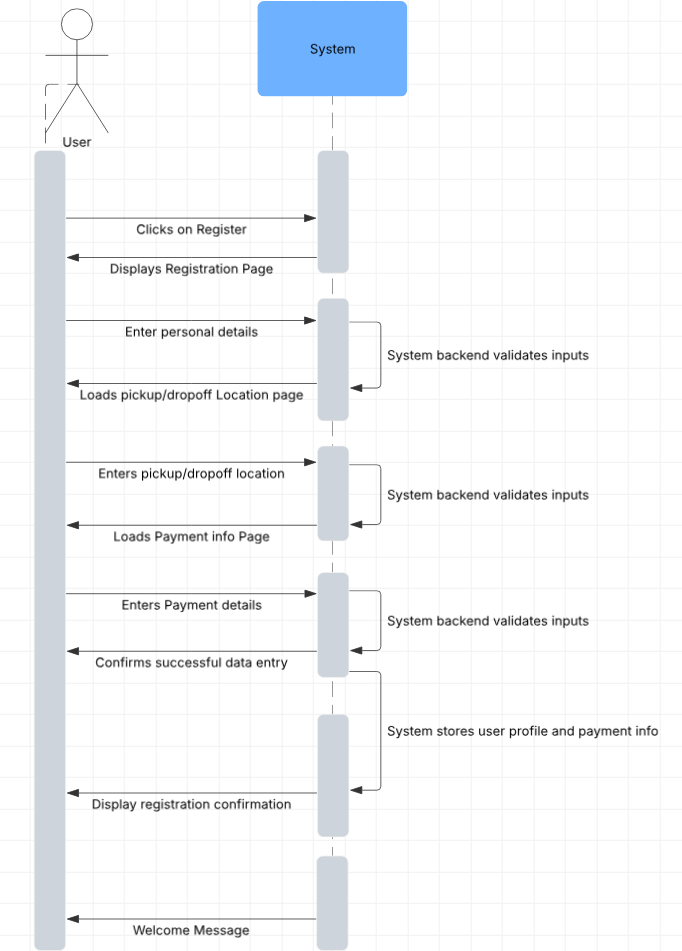 System
User
Clicks on Register
Displays Registration Page
Enter personal details
System backend validates inputs
Loads pickup/dropoff Location page
Enters pickup/dropoff location
System backend validates inputs
Loads Payment info Page
Enters Payment details
System backend validates inputs
Confirms successful data entry
System stores user profile and payment info
Display registration confirmation
Welcome Message